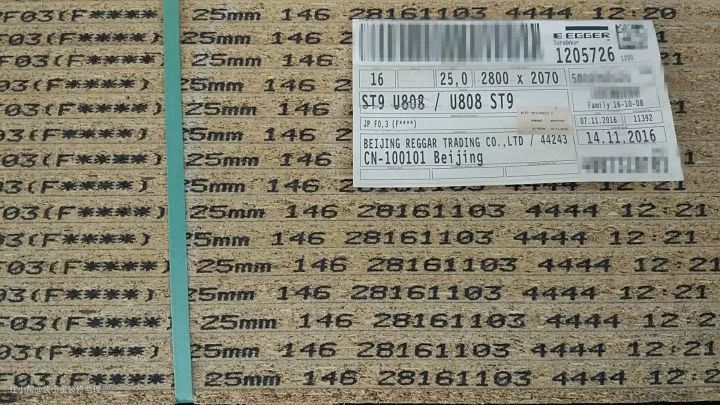 F03(F****) 25mm 146 28161103 4444 12:20
F03(F****) 25mm 146
F03(F****) 25mm 146
F03(F****) 25mm 146
F03(F****) 25mm 146
F03(F****) 25mm 146
F03(F****) 25mm 146 28161103 4444 12:21
F03(F****) 25mm 146 28161103 4444 12:21
F03(F****) 25mm 146 28161103 4444 12:21
F03(F****) 25mm 146 28161103 4444 12:21
F03(F****) 25mm 146 28161103 4444 12:21
F03(F****) 25mm 146 28161103 4444 12:21
F03(F****) 25mm 146 28161103 4444 12:21
25mm 146 28161103 4444 12:21
E EGGER
Eurodekor
1205726
16 25,0 2800 x 2070
ST9 U808 / U808 ST9
Family 16-10-08
JP F0,3 (F****)
07.11.2016 11392
BEIJING REGGAR TRADING CO.,LTD / 44243
14.11.2016
CN-100101 Beijing